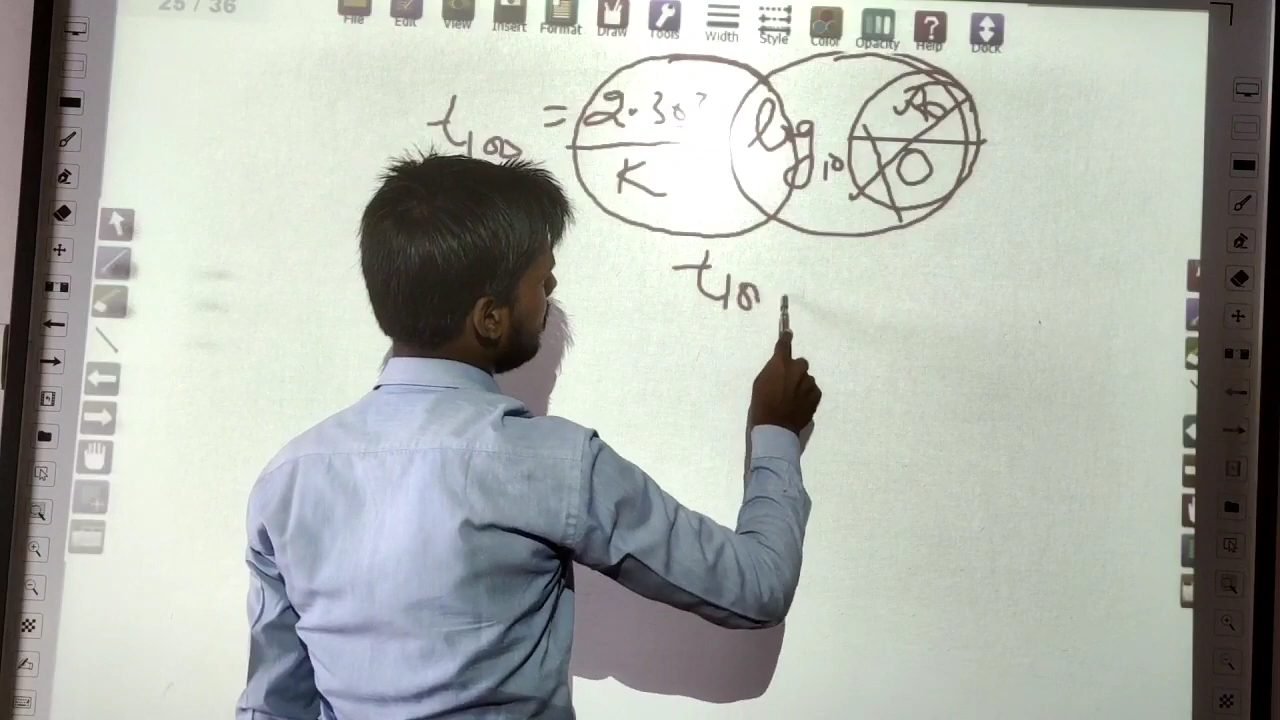 25 / 36
File Edit View Insert Format Draw Tools Width Style Color Opacity Help Dock
t₁₀₀ = 2.303 / K log₁₀ / 0
t₁₀